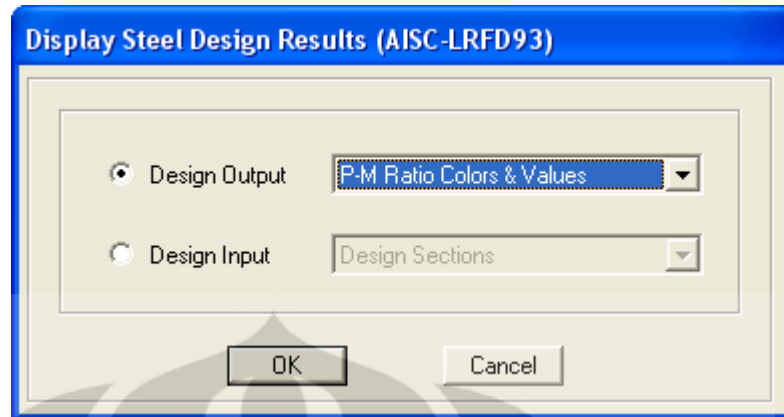 Display Steel Design Results (AISC-LRFD93)
Design Output P-M Ratio Colors & Values
Design Input Design Sections
OK Cancel